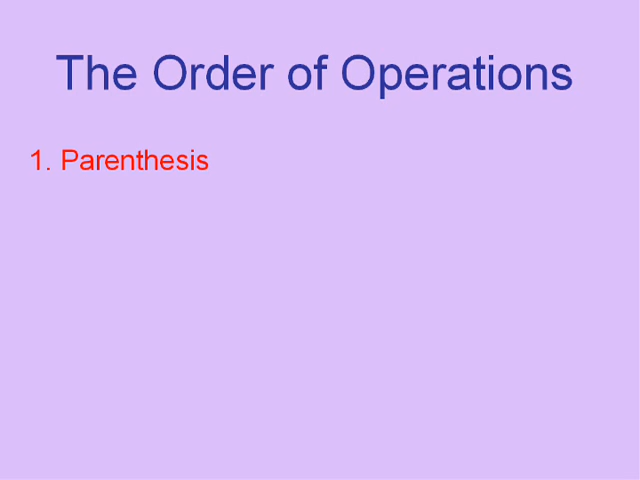 The Order of Operations
1. Parenthesis